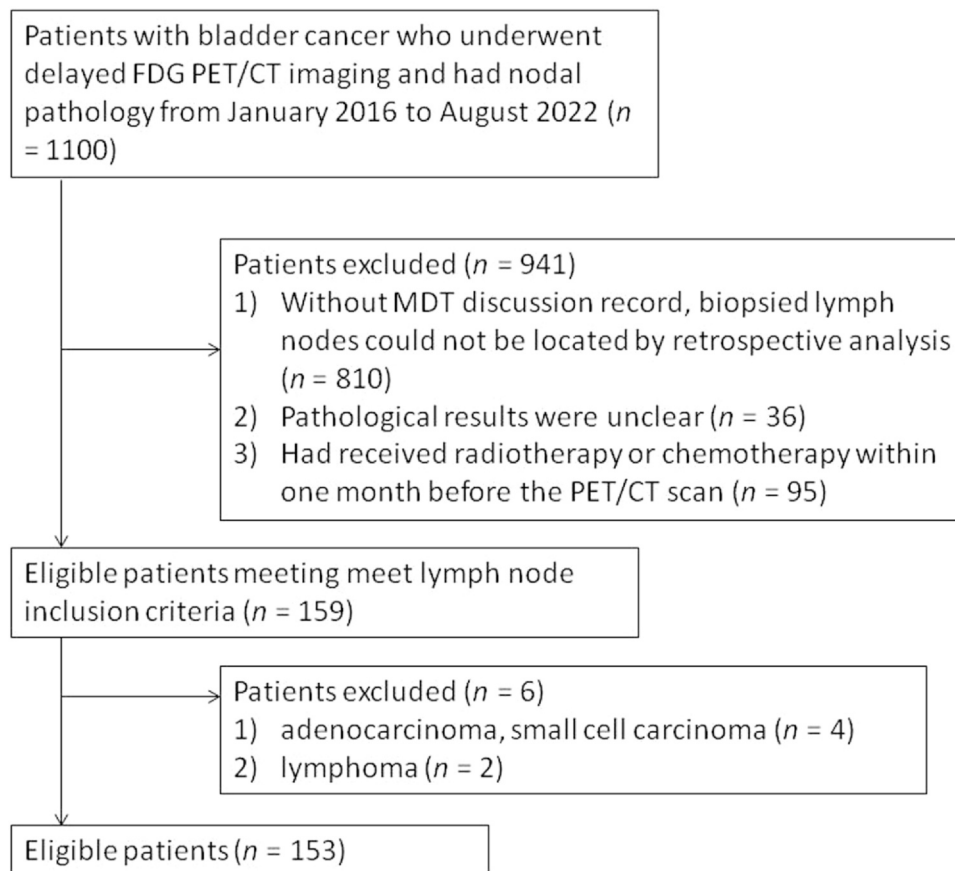 Patients with bladder cancer who underwent
delayed FDG PET/CT imaging and had nodal
pathology from January 2016 to August 2022 (n
= 1100)
Patients excluded (n = 941)
1) Without MDT discussion record, biopsied lymph
nodes could not be located by retrospective analysis
(n = 810)
2) Pathological results were unclear (n = 36)
3) Had received radiotherapy or chemotherapy within
one month before the PET/CT scan (n = 95)
Eligible patients meeting meet lymph node
inclusion criteria (n = 159)
Patients excluded (n = 6)
1) adenocarcinoma, small cell carcinoma (n = 4)
2) lymphoma (n = 2)
Eligible patients (n = 153)